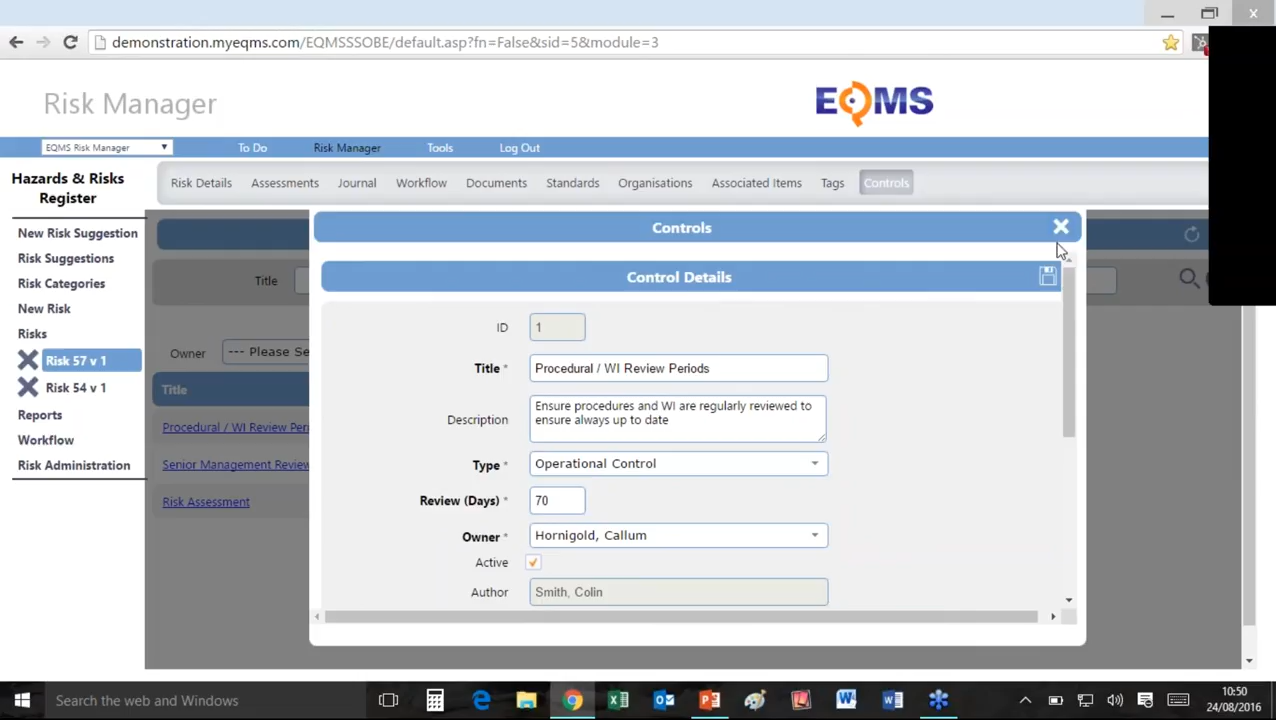 demonstration.myeqms.com/EQMSSSOBE/default.asp?fn=False&sid=5&module=3
Risk Manager
EQMS
EQMS Risk Manager
To Do
Risk Manager
Tools
Log Out
Hazards & Risks
Register
Risk Details
Assessments
Journal
Workflow
Documents
Standards
Organisations
Associated Items
Tags
Controls
New Risk Suggestion
Risk Suggestions
Risk Categories
New Risk
Risks
Risk 57 v 1
Risk 54 v 1
Reports
Workflow
Risk Administration
Title
Owner
--- Please Se
Title
Procedural / WI Review Per
Senior Management Review
Risk Assessment
Controls
Control Details
ID
1
Title *
Procedural / WI Review Periods
Description
Ensure procedures and WI are regularly reviewed to
ensure always up to date
Type *
Operational Control
Review (Days) *
70
Owner *
Hornigold, Callum
Active
Author
Smith, Colin
Search the web and Windows
10:50
24/08/2016